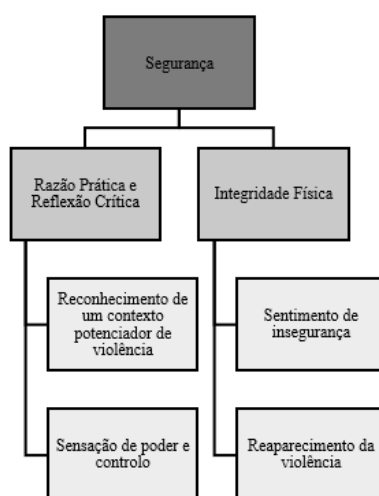 Segurança
Razão Prática e
Reflexão Crítica
Integridade Física
Reconhecimento de
um contexto
potenciador de
violência
Sentimento de
insegurança
Sensação de poder e
controlo
Reaparecimento da
violência